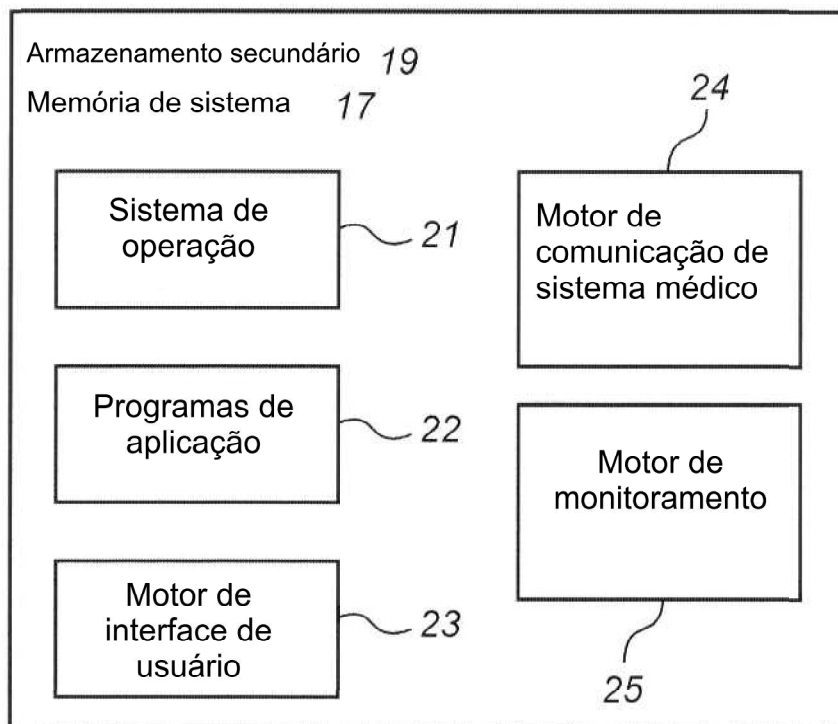 Armazenamento secundário 19
Memória de sistema 17
24
Sistema de
operação
21
Motor de
comunicação de
sistema médico
Programas de
aplicação
22
Motor de
monitoramento
Motor de
interface de
usuário
23
25